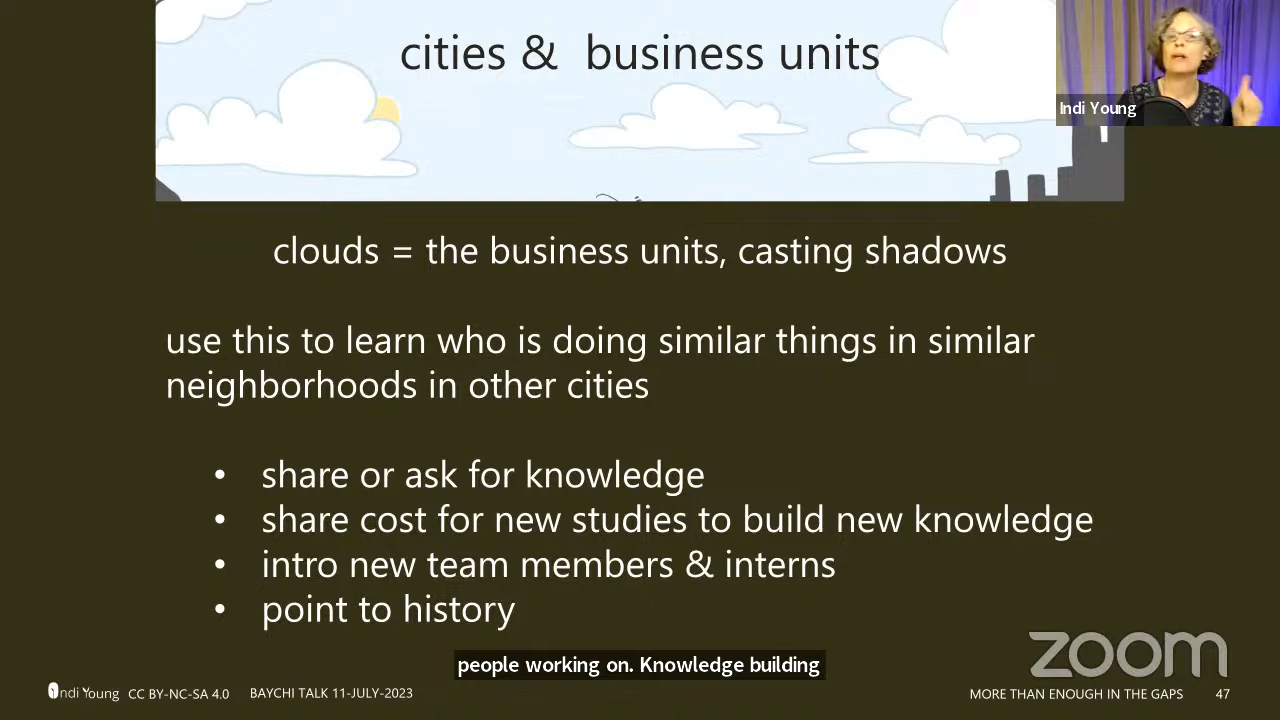 cities & business units
Indi Young
clouds = the business units, casting shadows
use this to learn who is doing similar things in similar
neighborhoods in other cities
• share or ask for knowledge
• share cost for new studies to build new knowledge
• intro new team members & interns
• point to history
people working on. Knowledge building
zoom
Indi Young CC BY-NC-SA 4.0 BAYCHI TALK 11-JULY-2023 MORE THAN ENOUGH IN THE GAPS 47